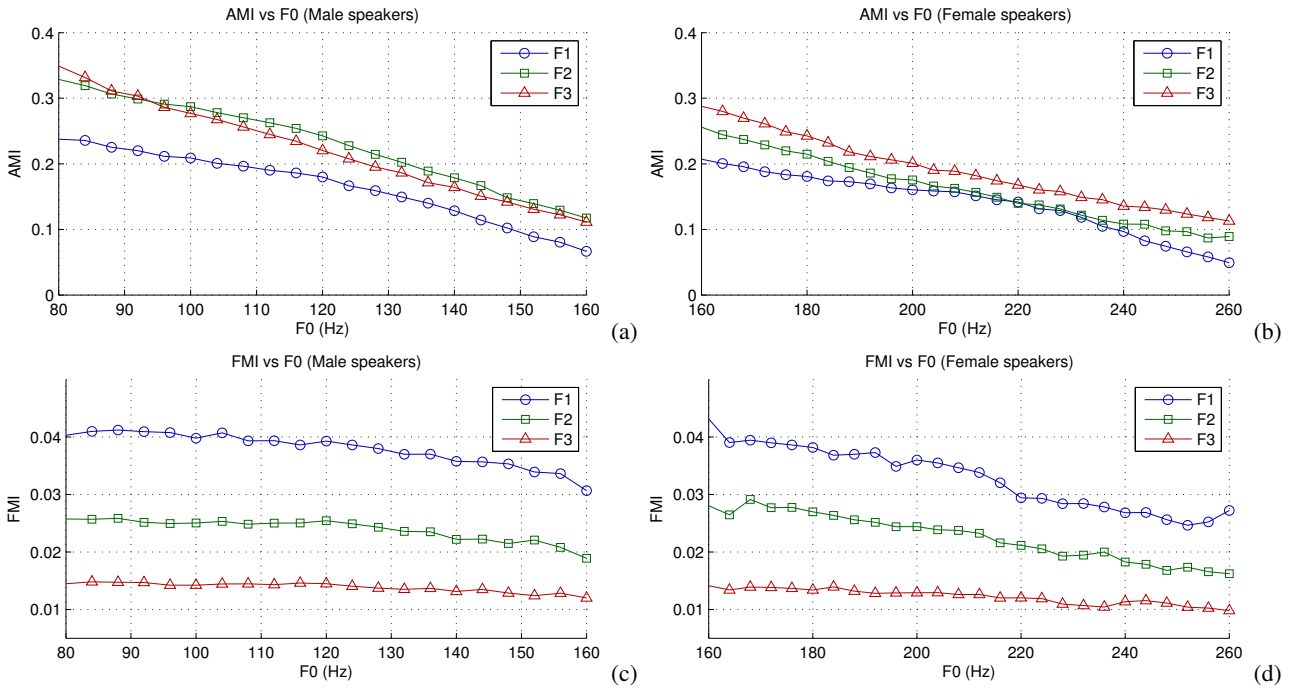 AMI vs F0 (Male speakers)
0.4
0.3
0.2
0.1
0
AMI
80 90 100 110 120 130 140 150 160
F0 (Hz)
F1
F2
F3
(a)
AMI vs F0 (Female speakers)
0.4
0.3
0.2
0.1
0
AMI
160 180 200 220 240 260
F0 (Hz)
F1
F2
F3
(b)
FMI vs F0 (Male speakers)
0.04
0.03
0.02
0.01
FMI
80 90 100 110 120 130 140 150 160
F0 (Hz)
F1
F2
F3
(c)
FMI vs F0 (Female speakers)
0.04
0.03
0.02
0.01
FMI
160 180 200 220 240 260
F0 (Hz)
F1
F2
F3
(d)